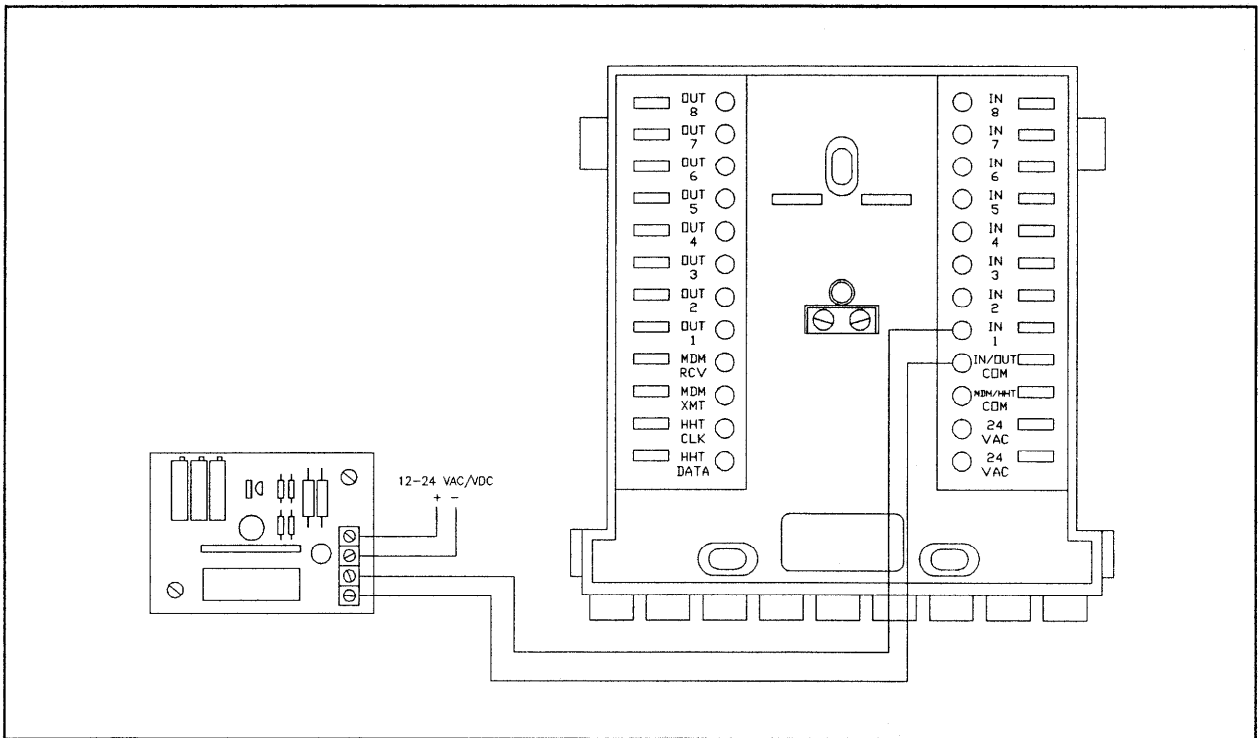 OUT
8
OUT
7
OUT
6
OUT
5
OUT
4
OUT
3
OUT
2
OUT
1
MDM
RCV
MDM
XMT
HHT
CLK
HHT
DATA
IN
8
IN
7
IN
6
IN
5
IN
4
IN
3
IN
2
IN
1
IN/OUT
COM
MDM/HHT
COM
24
VAC
24
VAC
12-24 VAC/VDC
+ −